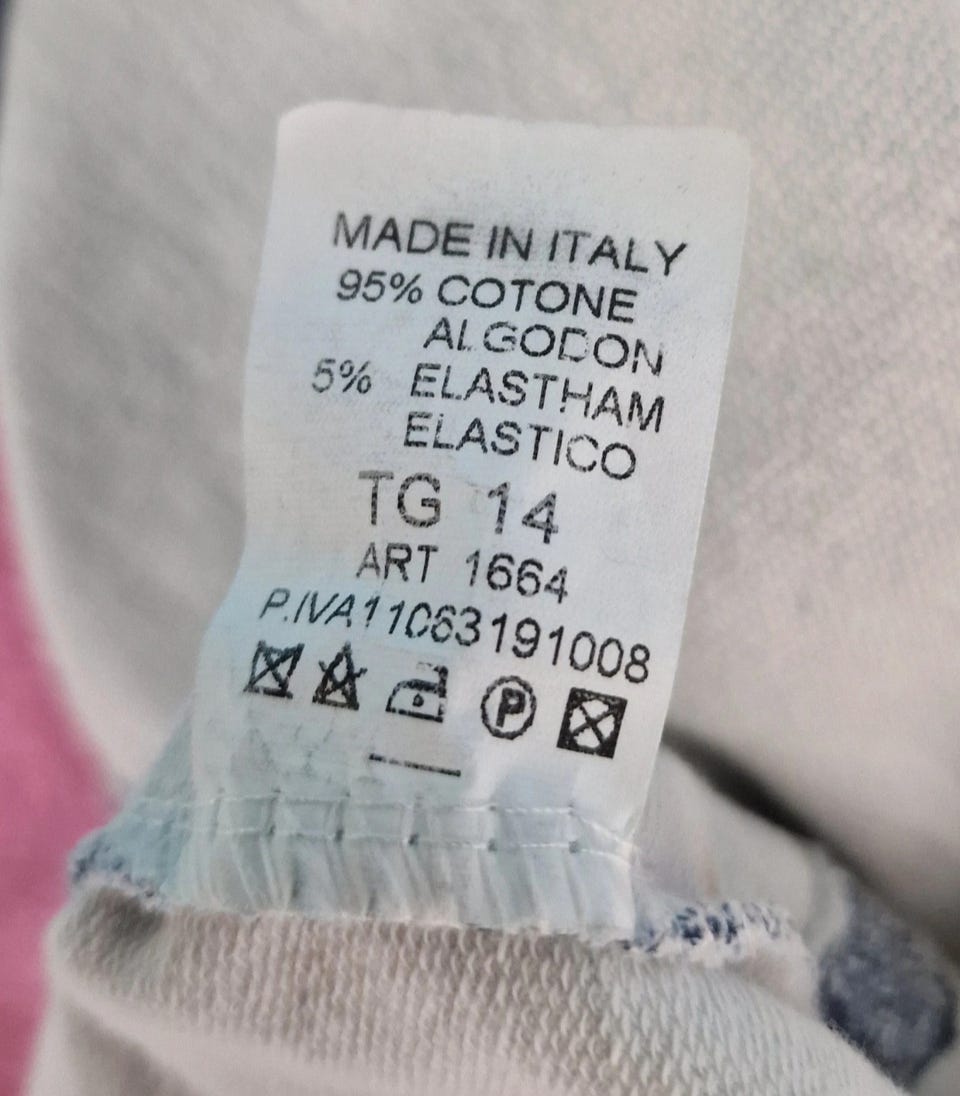 MADE IN ITALY
95% COTONE
ALGODON
5% ELASTHAM
ELASTICO
TG 14
ART 1664
P.IVA11063191008
P